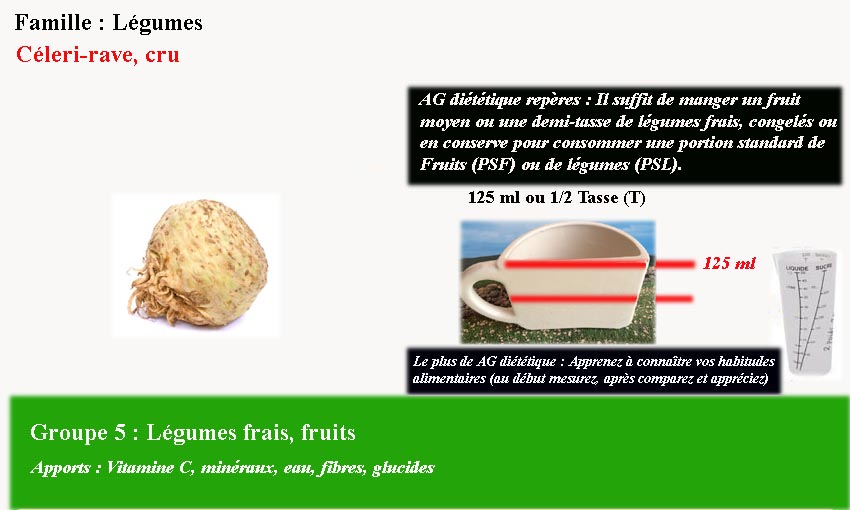 Famille : Légumes
Céleri-rave, cru
AG diététique repères : Il suffit de manger un fruit
moyen ou une demi-tasse de légumes frais, congelés ou
en conserve pour consommer une portion standard de
Fruits (PSF) ou de légumes (PSL).
125 ml ou 1/2 Tasse (T)
125 ml
LIQUIDE SUCRE
Le plus de AG diététique : Apprenez à connaître vos habitudes
alimentaires (au début mesurez, après comparez et appréciez)
Groupe 5 : Légumes frais, fruits
Apports : Vitamine C, minéraux, eau, fibres, glucides